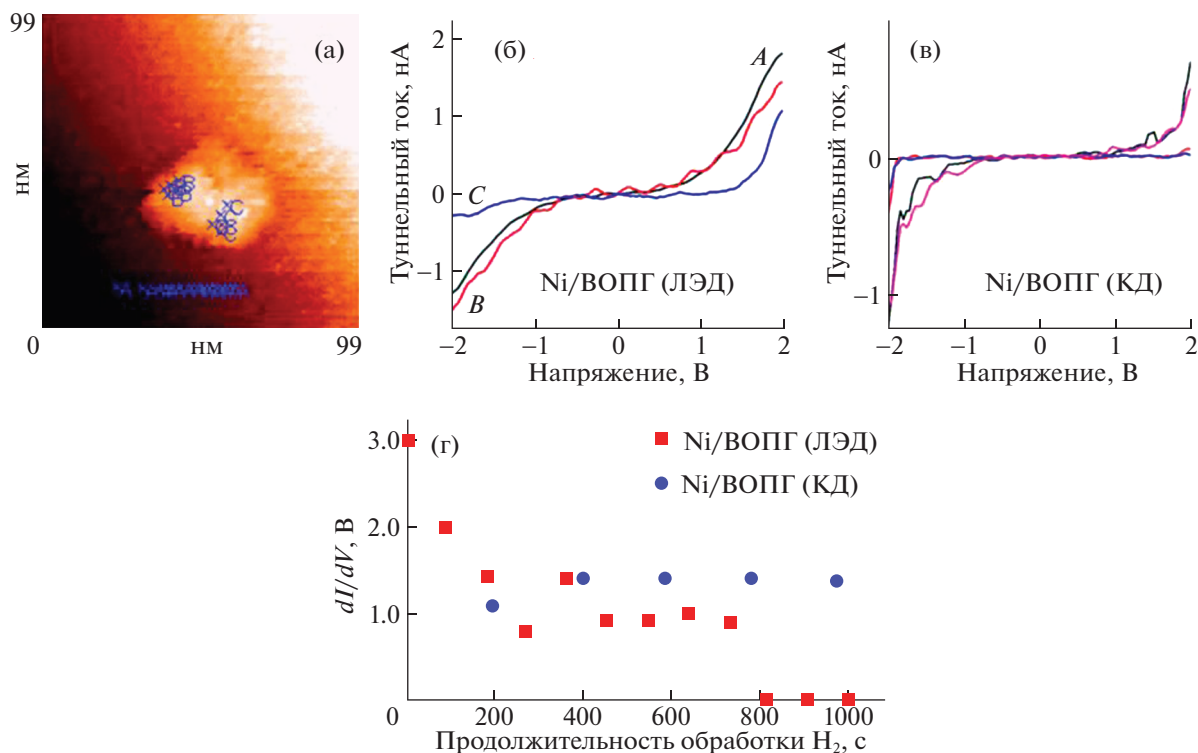 99
(а)
нм
0
нм
99
(б)
Туннельный ток, нА
2
1
0
−1
A
C
B
Ni/ВОПГ (ЛЭД)
−2
−1
0
1
2
Напряжение, В
(в)
Туннельный ток, нА
0
−1
Ni/ВОПГ (КД)
−2
−1
0
1
2
Напряжение, В
(г)
Ni/ВОПГ (ЛЭД)
Ni/ВОПГ (КД)
dI/dV, В
3.0
2.0
1.0
0
200
400
600
800
1000
Продолжительность обработки H₂, с